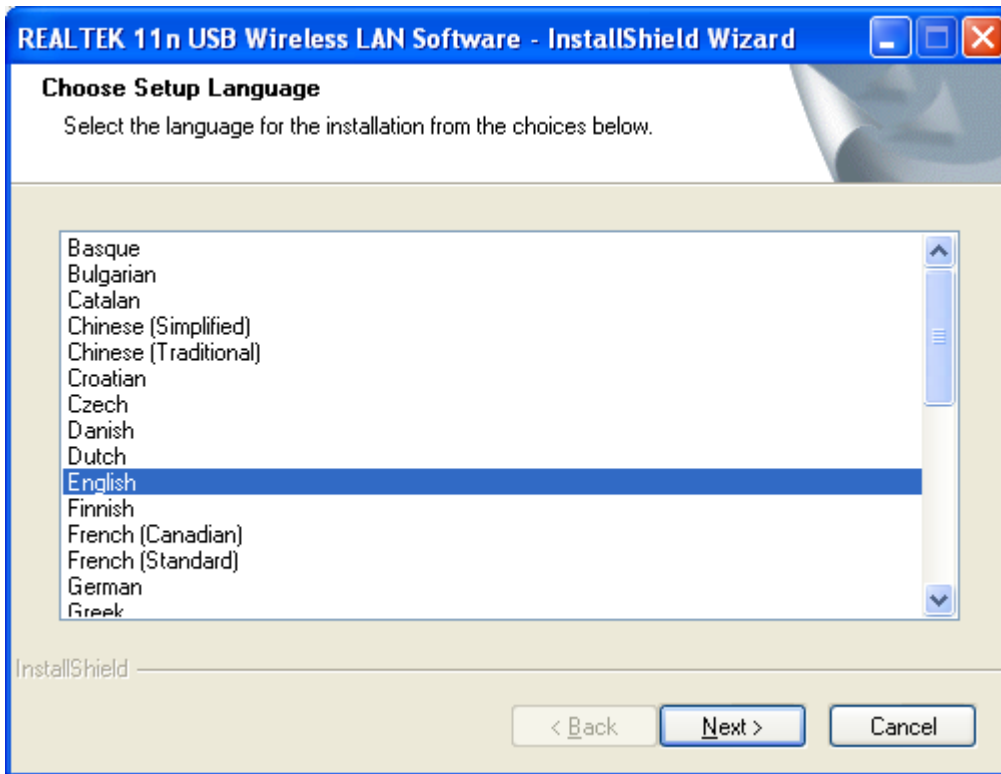 REALTEK 11n USB Wireless LAN Software - InstallShield Wizard
Choose Setup Language
Select the language for the installation from the choices below.
Basque
Bulgarian
Catalan
Chinese (Simplified)
Chinese (Traditional)
Croatian
Czech
Danish
Dutch
English
Finnish
French (Canadian)
French (Standard)
German
Greek
InstallShield
< Back
Next >
Cancel